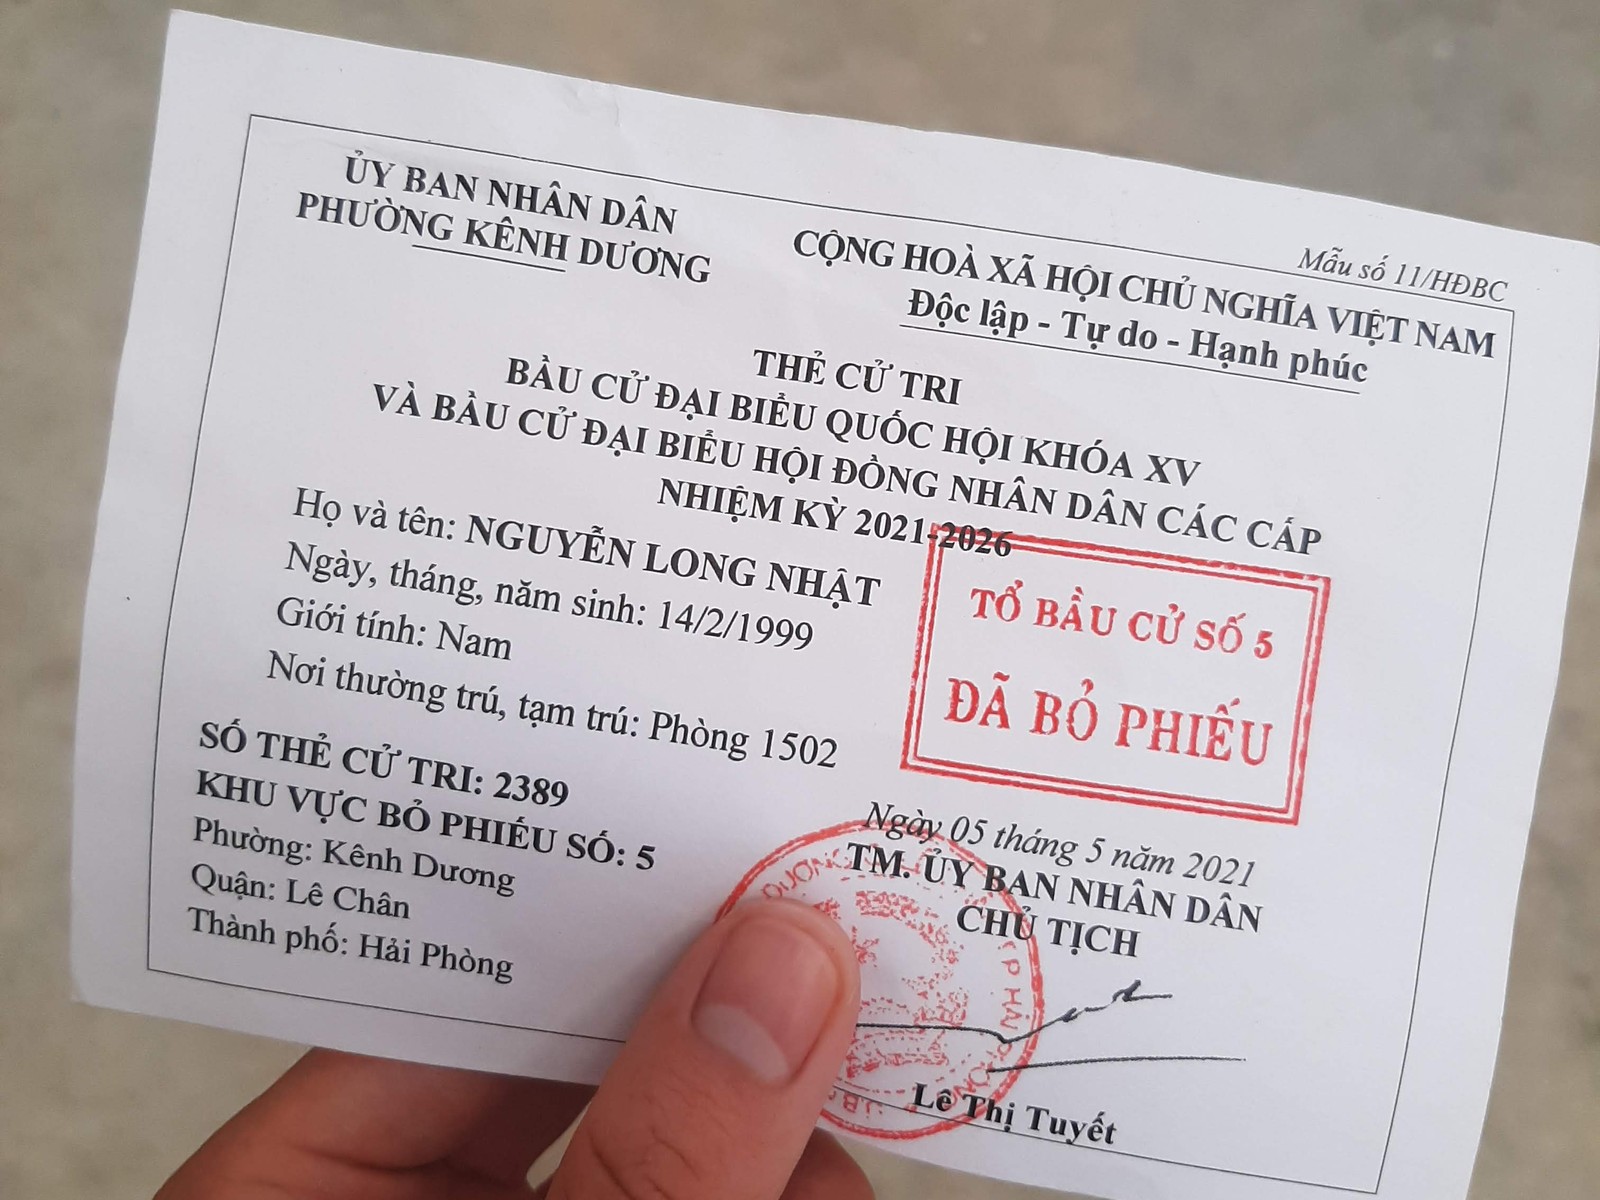 ỦY BAN NHÂN DÂN
PHƯỜNG KÊNH DƯƠNG
Mẫu số 11/HĐBC
CỘNG HOÀ XÃ HỘI CHỦ NGHĨA VIỆT NAM
Độc lập - Tự do - Hạnh phúc
THẺ CỬ TRI
BẦU CỬ ĐẠI BIỂU QUỐC HỘI KHÓA XV
VÀ BẦU CỬ ĐẠI BIỂU HỘI ĐỒNG NHÂN DÂN CÁC CẤP
NHIỆM KỲ 2021-2026
Họ và tên: NGUYỄN LONG NHẬT
Ngày, tháng, năm sinh: 14/2/1999
Giới tính: Nam
Nơi thường trú, tạm trú: Phòng 1502
TỔ BẦU CỬ SỐ 5
ĐÃ BỎ PHIẾU
SỐ THẺ CỬ TRI: 2389
KHU VỰC BỎ PHIẾU SỐ: 5
Phường: Kênh Dương
Quận: Lê Chân
Thành phố: Hải Phòng
Ngày 05 tháng 5 năm 2021
TM. ỦY BAN NHÂN DÂN
CHỦ TỊCH
Lê Thị Tuyết